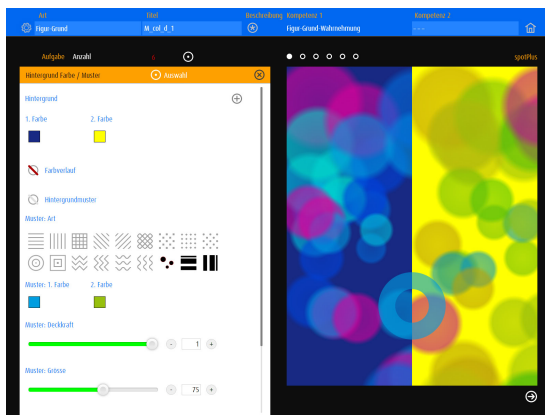 Art Titel Beschreibung Kompetenz 1 Kompetenz 2
Figur-Grund M_col_d_1 Figur-Grund-Wahrnehmung ---
Aufgabe Anzahl 6 spotPlus
Hintergrund Farbe / Muster Auswahl
Hintergrund
1. Farbe 2. Farbe
Farbverlauf
Hintergrundmuster
Muster: Art
Muster: 1. Farbe 2. Farbe
Muster: Deckkraft
- 1 +
Muster: Grösse
- 75 +